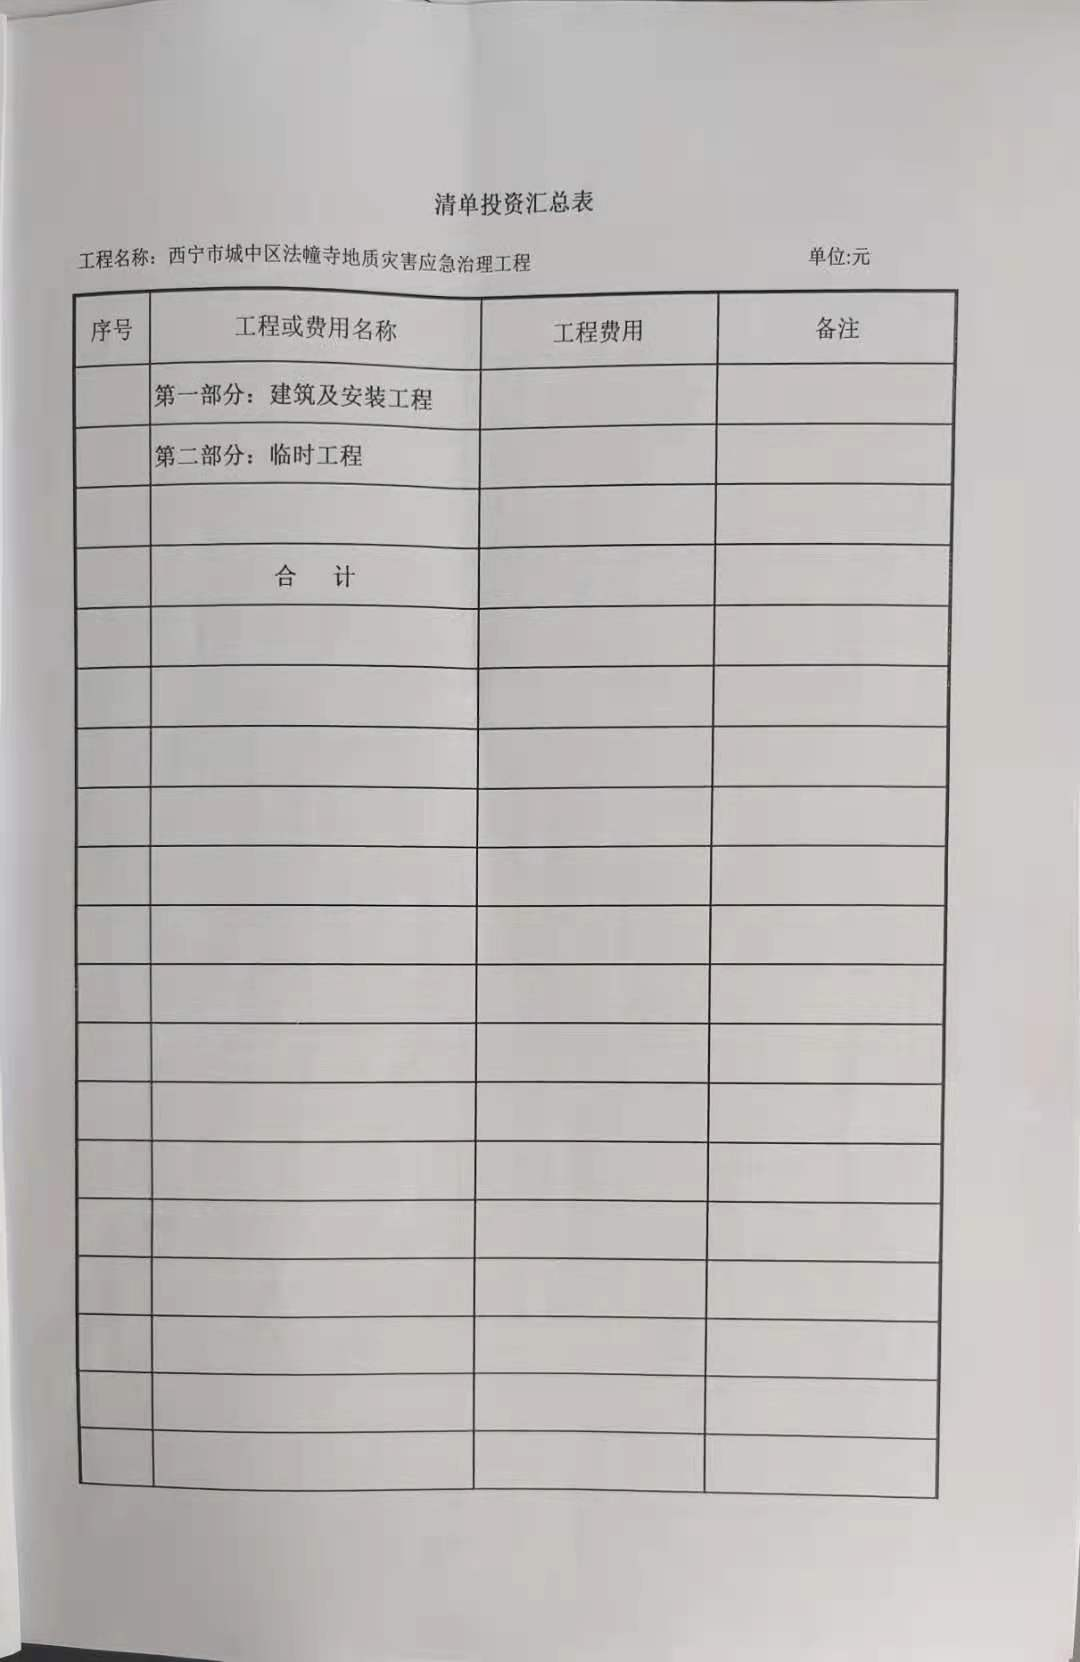 清单投资汇总表
工程名称：西宁市城中区法幢寺地质灾害应急治理工程 单位:元
序号 工程或费用名称 工程费用 备注
第一部分：建筑及安装工程
第二部分：临时工程
合 计